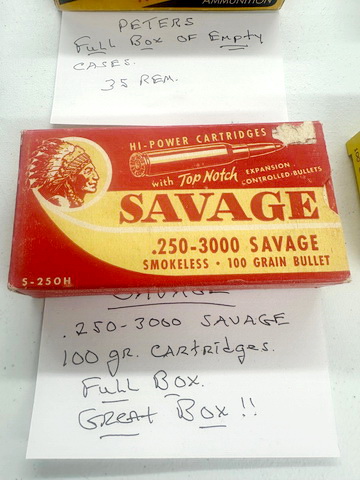 AMMUNITION
PETERS
Full Box of Empty
CASES.
35 REM.
HI-POWER CARTRIDGES
with Top Notch EXPANSION
CONTROLLED·BULLETS
SAVAGE
.250-3000 SAVAGE
SMOKELESS · 100 GRAIN BULLET
S-250H
SAVAGE
.250-3000 SAVAGE
100 gr. CARTRIdges.
Full Box.
Great Box !!